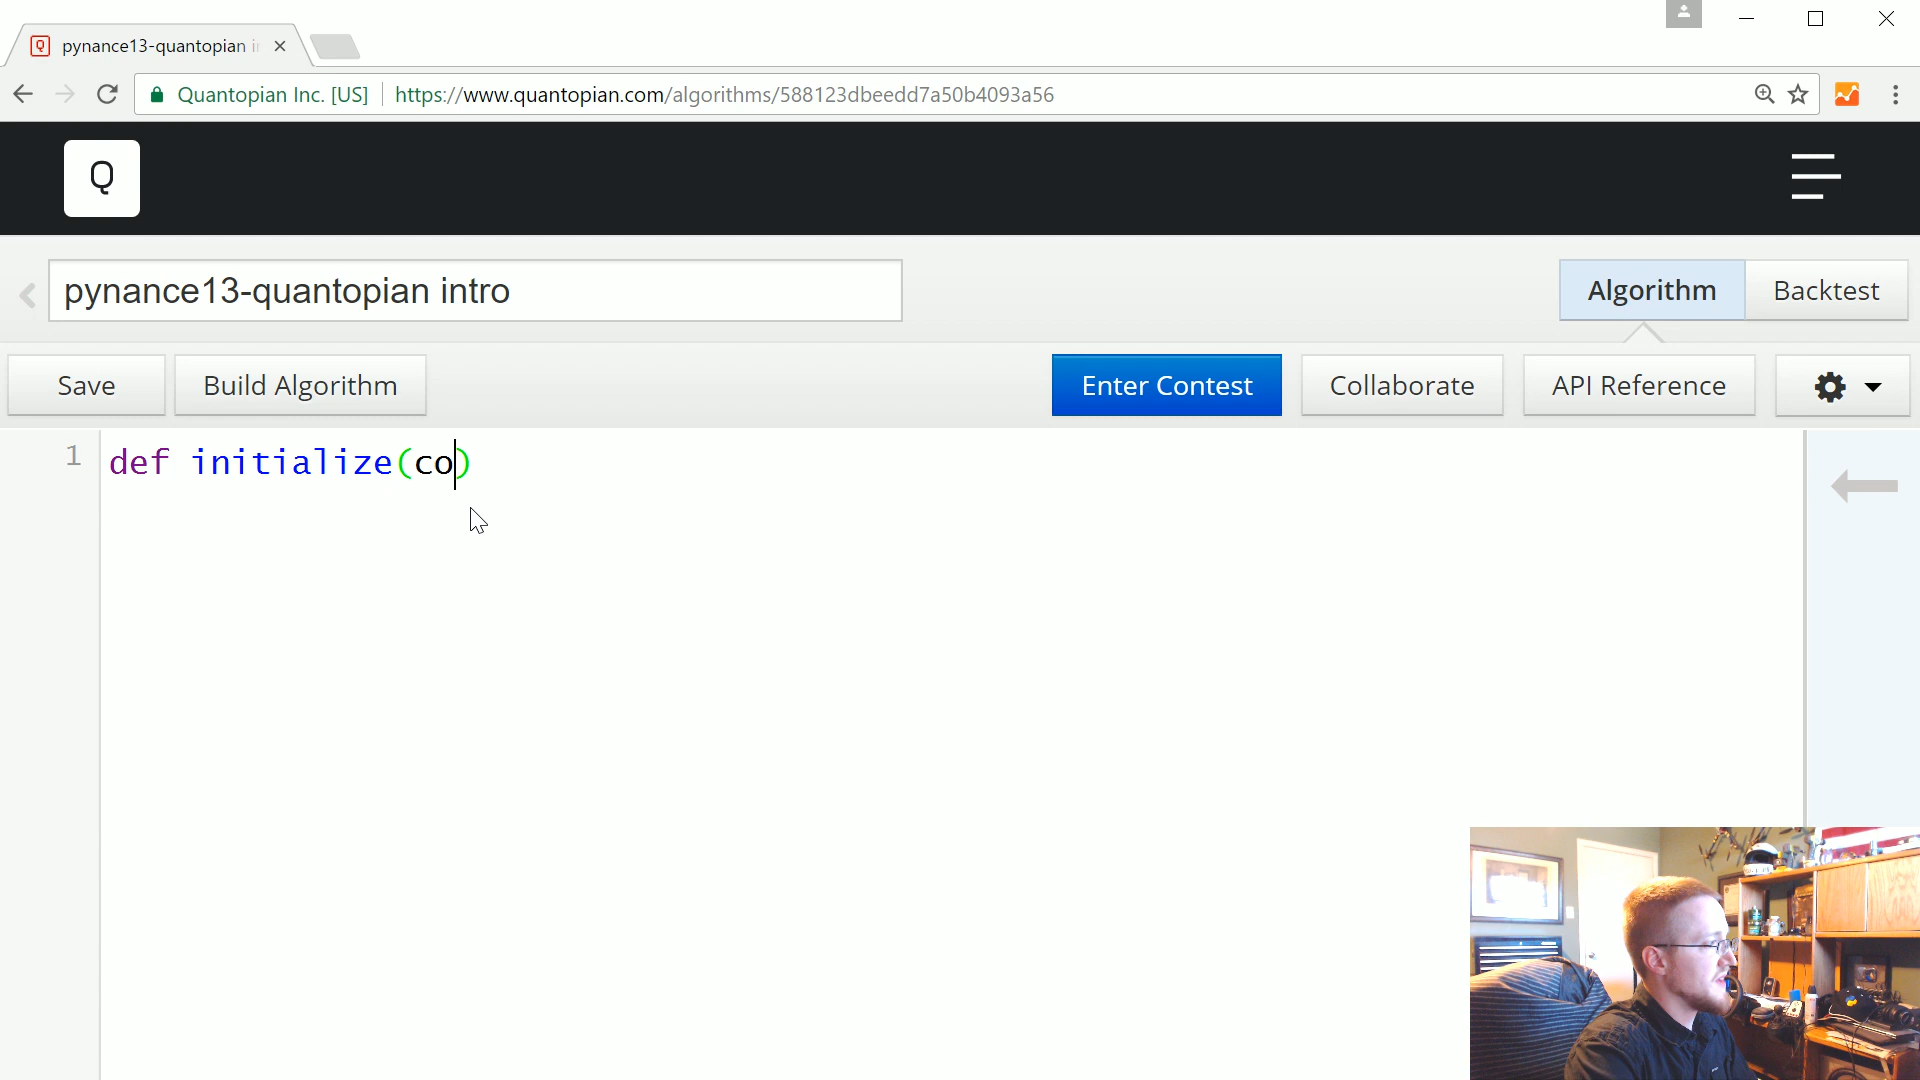 Q pynance13-quantopian i
Quantopian Inc. [US] https://www.quantopian.com/algorithms/588123dbeedd7a50b4093a56
Q
pynance13-quantopian intro
Algorithm Backtest
Save Build Algorithm Enter Contest Collaborate API Reference
1 def initialize(co)